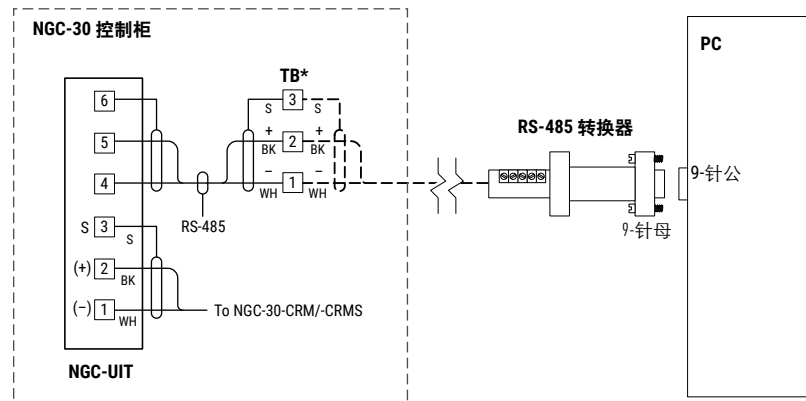 NGC-30 控制柜
PC
TB*
6
3
S
S
RS-485 转换器
+
+
5
2
BK
BK
9-针公
−
−
4
1
WH
WH
RS-485
S 3
S
9-针母
(+) 2
BK
(−) 1
To NGC-30-CRM/-CRMS
WH
NGC-UIT